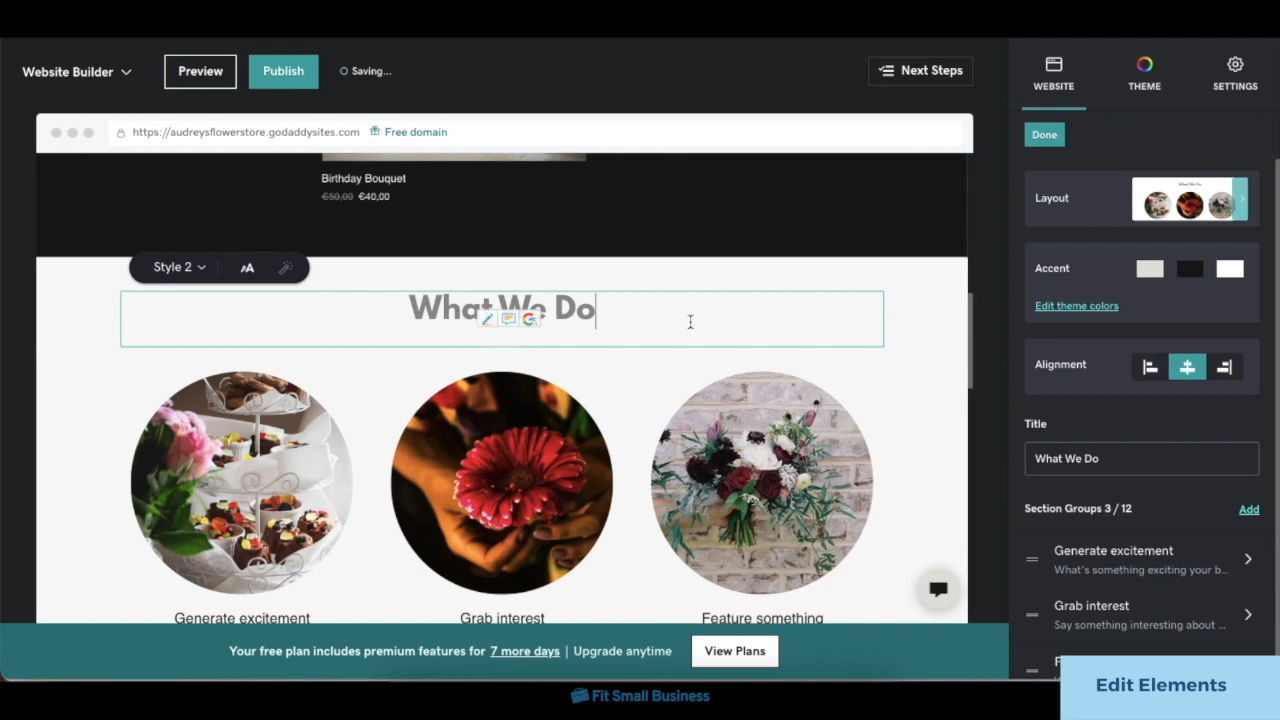 Website Builder
Preview
Publish
Saving...
Next Steps
WEBSITE
THEME
SETTINGS
https://audreysflowerstore.godaddysites.com
Free domain
Done
Birthday Bouquet
€50,00 €40,00
Layout
What We Do
Style 2
AA
Accent
Edit theme colors
What We Do
Alignment
Title
What We Do
Section Groups 3 / 12
Add
Generate excitement
What's something exciting your b...
Grab interest
Say something interesting about ...
Generate excitement
Grab interest
Feature something
Your free plan includes premium features for 7 more days | Upgrade anytime
View Plans
Edit Elements
Fit Small Business